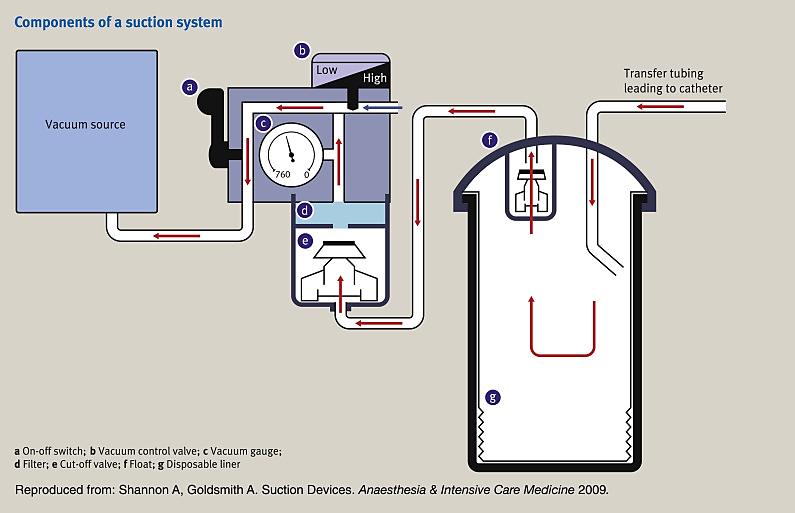 Components of a suction system
b
Low
High
a
Transfer tubing
leading to catheter
Vacuum source
c
f
760
0
d
e
g
a On-off switch; b Vacuum control valve; c Vacuum gauge;
d Filter; e Cut-off valve; f Float; g Disposable liner
Reproduced from: Shannon A, Goldsmith A. Suction Devices. Anaesthesia & Intensive Care Medicine 2009.